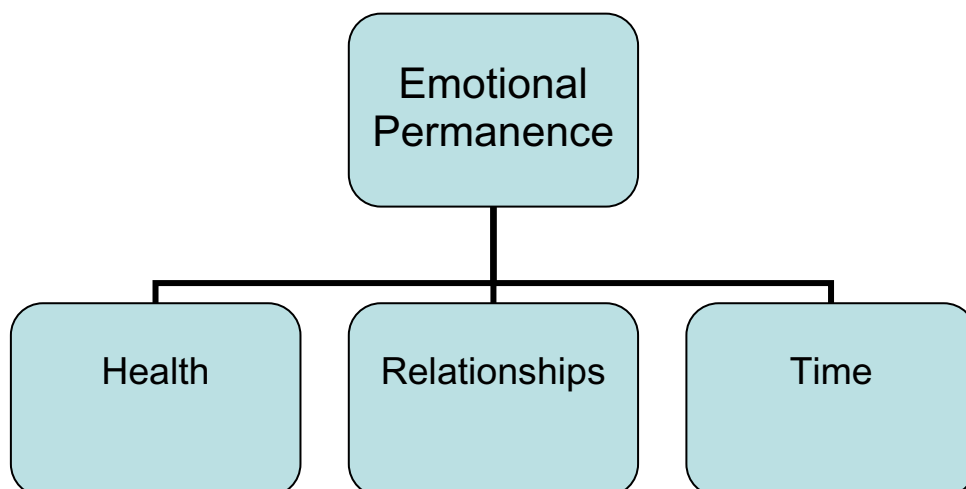 Emotional
Permanence
Health
Relationships
Time